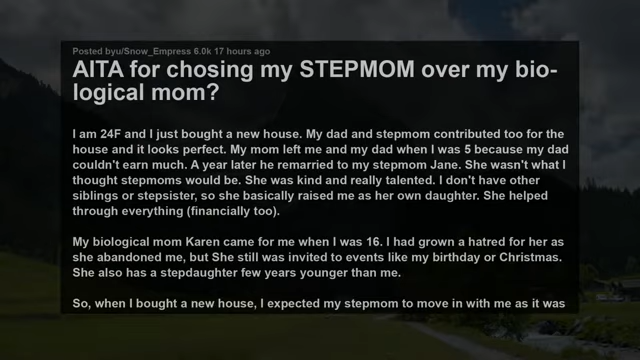 Posted byu/Snow_Empress 6.0k 17 hours ago
AITA for chosing my STEPMOM over my bio-
logical mom?
I am 24F and I just bought a new house. My dad and stepmom contributed too for the
house and it looks perfect. My mom left me and my dad when I was 5 because my dad
couldn't earn much. A year later he remarried to my stepmom Jane. She wasn't what I
thought stepmoms would be. She was kind and really talented. I don't have other
siblings or stepsister, so she basically raised me as her own daughter. She helped
through everything (financially too).
My biological mom Karen came for me when I was 16. I had grown a hatred for her as
she abandoned me, but She still was invited to events like my birthday or Christmas.
She also has a stepdaughter few years younger than me.
So, when I bought a new house, I expected my stepmom to move in with me as it was